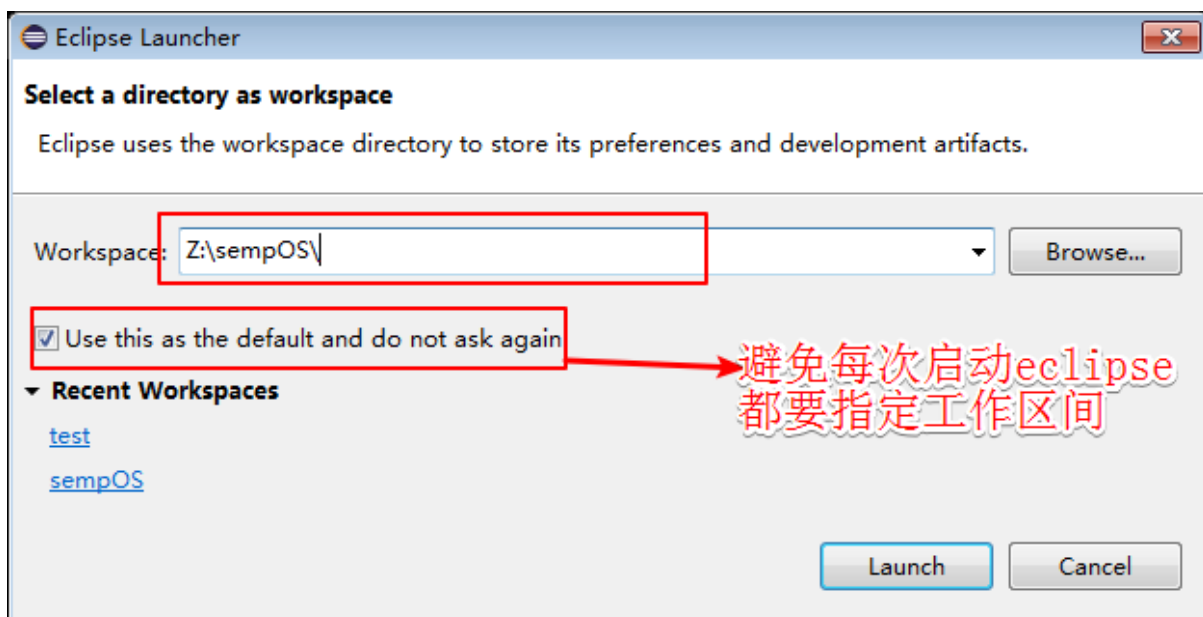 Eclipse Launcher
Select a directory as workspace
Eclipse uses the workspace directory to store its preferences and development artifacts.
Workspace: Z:\sempOS\ Browse...
Use this as the default and do not ask again
避免每次启动eclipse
都要指定工作区间
Recent Workspaces
test
sempOS
Launch Cancel